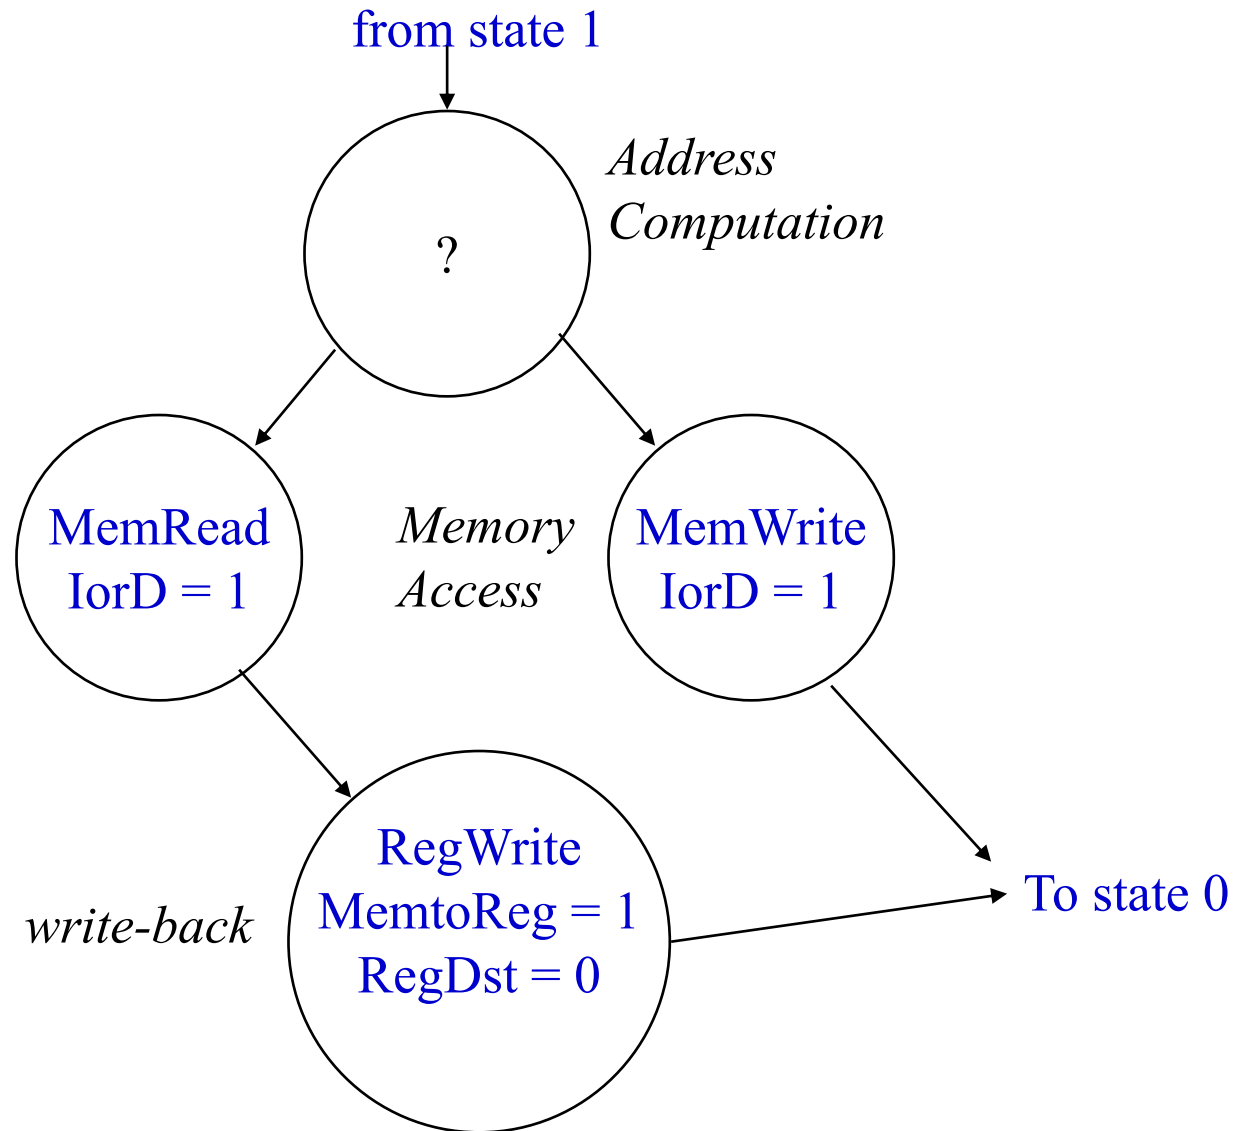 from state 1
Address
Computation
?
MemRead
IorD = 1
Memory
Access
MemWrite
IorD = 1
RegWrite
MemtoReg = 1
RegDst = 0
write-back
To state 0